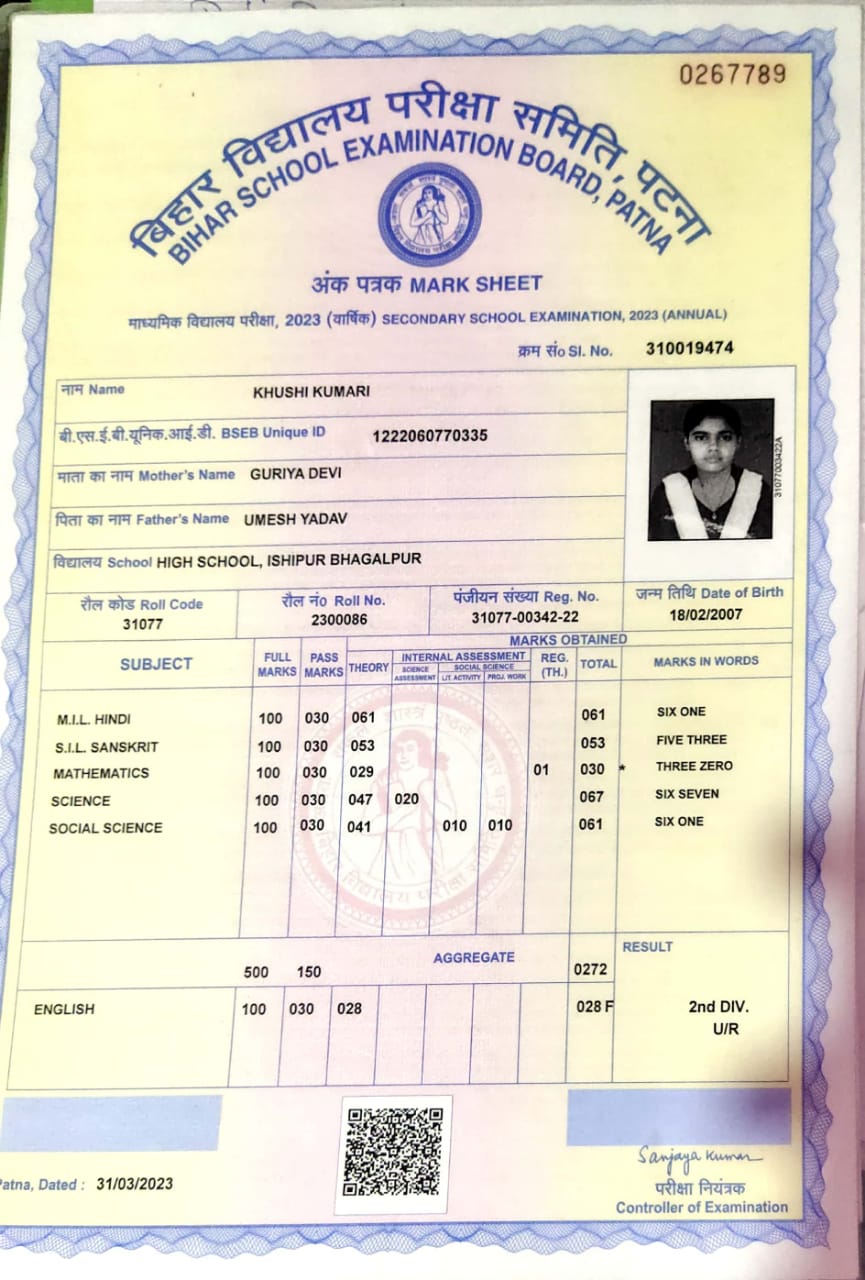 0267789
बिहार विद्यालय परीक्षा समिति, पटना
BIHAR SCHOOL EXAMINATION BOARD, PATNA
अंक पत्रक MARK SHEET
माध्यमिक विद्यालय परीक्षा, 2023 (वार्षिक) SECONDARY SCHOOL EXAMINATION, 2023 (ANNUAL)
क्रम सं० Sl. No. 310019474
नाम Name KHUSHI KUMARI
बी.एस.ई.बी.यूनिक.आई.डी. BSEB Unique ID 1222060770335
माता का नाम Mother's Name GURIYA DEVI
पिता का नाम Father's Name UMESH YADAV
विद्यालय School HIGH SCHOOL, ISHIPUR BHAGALPUR
31077003422A
रौल कोड Roll Code रौल नं० Roll No. पंजीयन संख्या Reg. No. जन्म तिथि Date of Birth
31077 2300086 31077-00342-22 18/02/2007
MARKS OBTAINED
SUBJECT FULL MARKS PASS MARKS THEORY INTERNAL ASSESSMENT SCIENCE ASSESSMENT SOCIAL SCIENCE LIT. ACTIVITY PROJ. WORK REG. (TH.) TOTAL MARKS IN WORDS
M.I.L. HINDI 100 030 061 061 SIX ONE
S.I.L. SANSKRIT 100 030 053 053 FIVE THREE
MATHEMATICS 100 030 029 01 030 * THREE ZERO
SCIENCE 100 030 047 020 067 SIX SEVEN
SOCIAL SCIENCE 100 030 041 010 010 061 SIX ONE
500 150 AGGREGATE 0272 RESULT
ENGLISH 100 030 028 028 F 2nd DIV.
U/R
Sanjaya Kumar
Patna, Dated : 31/03/2023
परीक्षा नियंत्रक
Controller of Examination